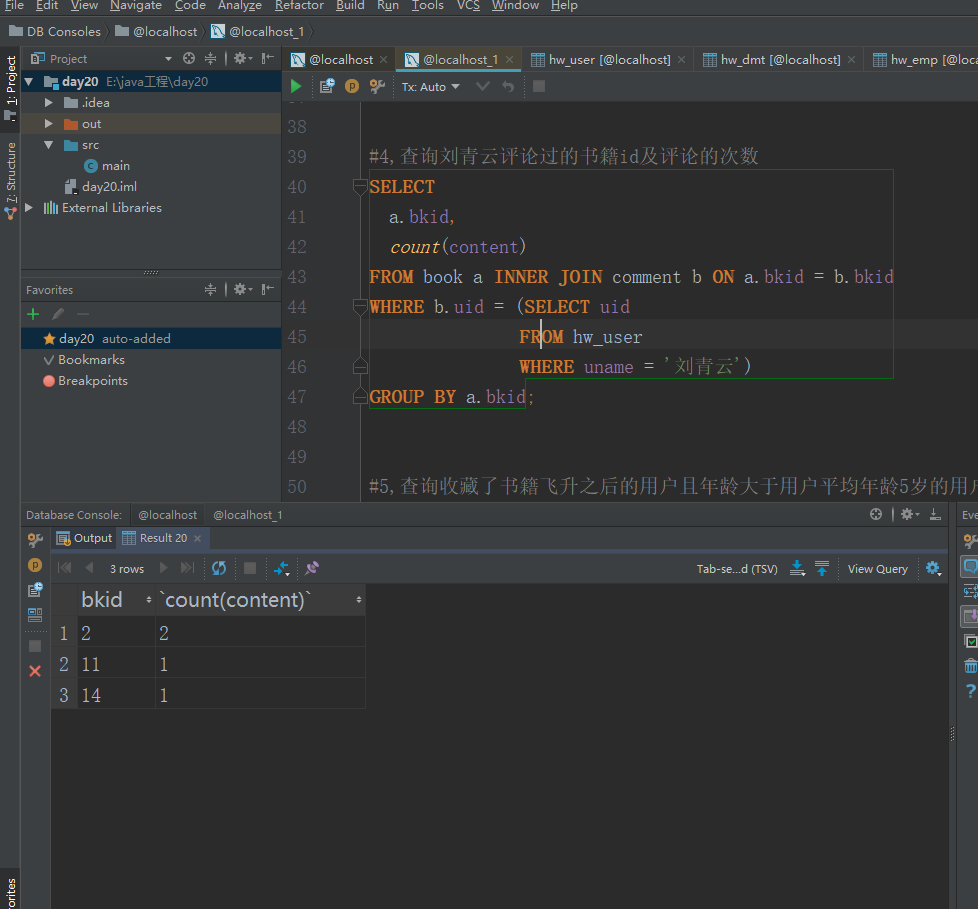 File Edit View Navigate Code Analyze Refactor Build Run Tools VCS Window Help
DB Consoles @localhost @localhost_1
1: Project
7: Structure
Project
day20 E:\java工程\day20
.idea
out
src
main
day20.iml
External Libraries
Favorites
day20 auto-added
Bookmarks
Breakpoints
@localhost @localhost_1 hw_user [@localhost] hw_dmt [@localhost] hw_emp [@loca
Tx: Auto
38
39 #4,查询刘青云评论过的书籍id及评论的次数
40 SELECT
41 a.bkid,
42 count(content)
43 FROM book a INNER JOIN comment b ON a.bkid = b.bkid
44 WHERE b.uid = (SELECT uid
45 FROM hw_user
46 WHERE uname = '刘青云')
47 GROUP BY a.bkid;
48
49
50 #5,查询收藏了书籍飞升之后的用户且年龄大于用户平均年龄5岁的用户
Database Console: @localhost @localhost_1
Eve
Output Result 20
3 rows Tab-se...d (TSV) View Query
bkid `count(content)`
1 2 2
2 11 1
3 14 1
orites